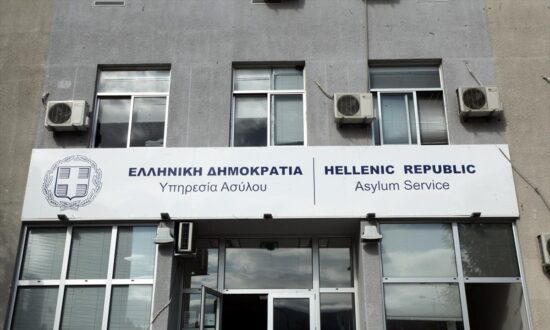 ΕΛΛΗΝΙΚΗ ΔΗΜΟΚΡΑΤΙΑ
Υπηρεσία Ασύλου
HELLENIC REPUBLIC
Asylum Service